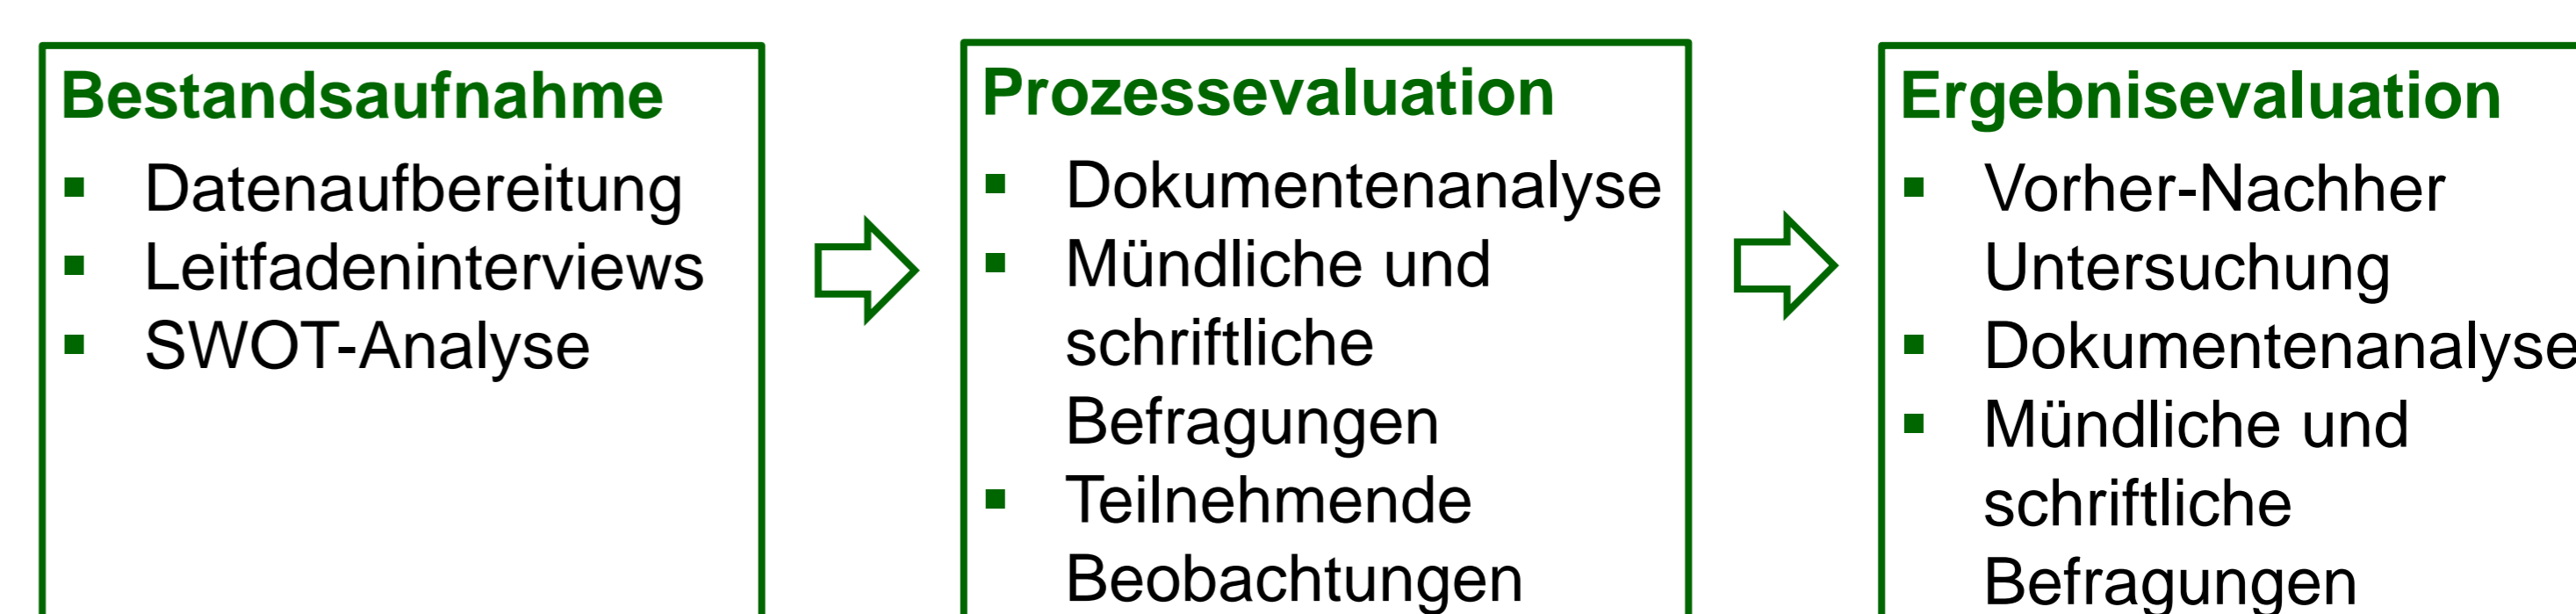 Bestandsaufnahme
▪ Datenaufbereitung
▪ Leitfadeninterviews
▪ SWOT-Analyse
Prozessevaluation
▪ Dokumentenanalyse
▪ Mündliche und
schriftliche
Befragungen
▪ Teilnehmende
Beobachtungen
Ergebnisevaluation
▪ Vorher-Nachher
Untersuchung
▪ Dokumentenanalyse
▪ Mündliche und
schriftliche
Befragungen